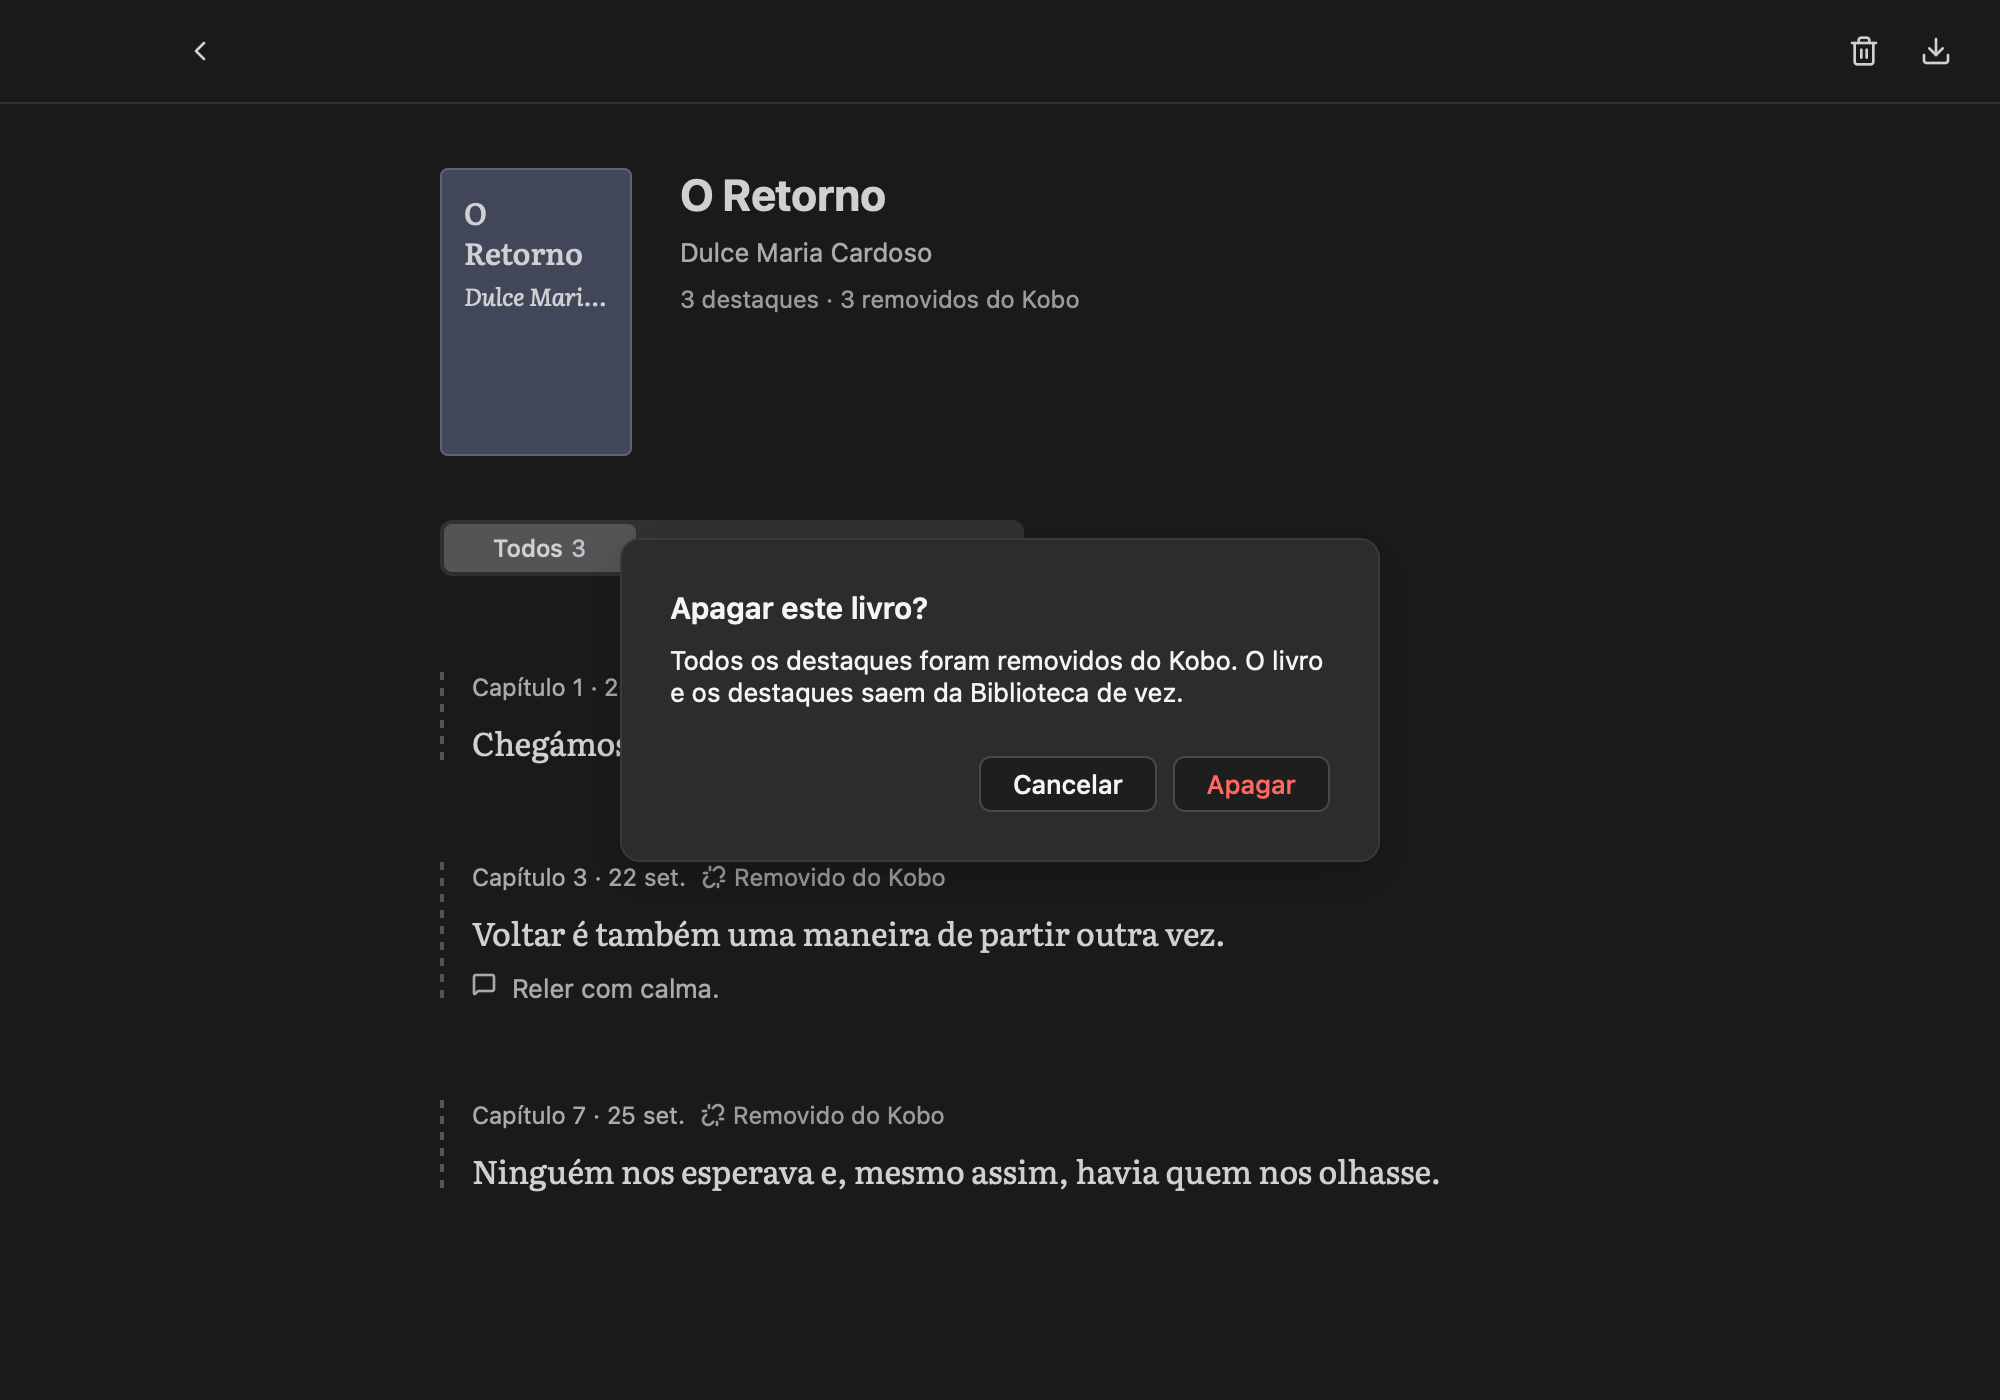 O
Retorno
Dulce Mari...
O Retorno
Dulce Maria Cardoso
3 destaques · 3 removidos do Kobo
Todos 3
Apagar este livro?
Todos os destaques foram removidos do Kobo. O livro
e os destaques saem da Biblioteca de vez.
Cancelar
Apagar
Capítulo 1 ·
Capítulo 3 · 22 set. Removido do Kobo
Voltar é também uma maneira de partir outra vez.
Reler com calma.
Capítulo 7 · 25 set. Removido do Kobo
Ninguém nos esperava e, mesmo assim, havia quem nos olhasse.